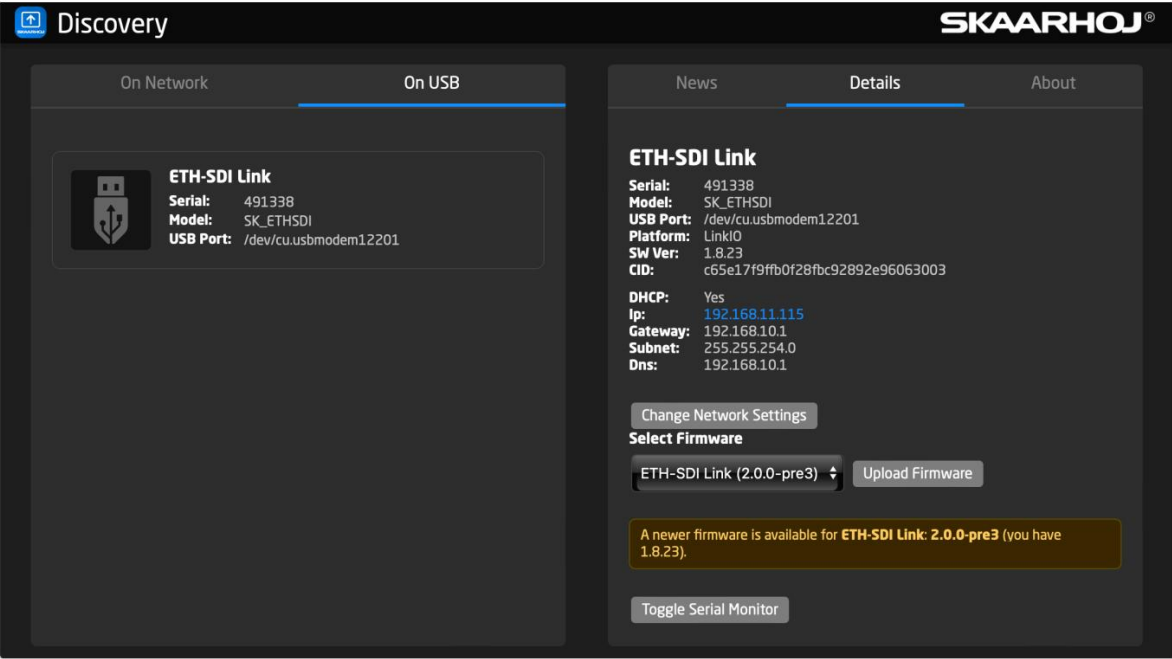 Discovery
SKAARHOJ®
On Network
On USB
ETH-SDI Link
Serial: 491338
Model: SK_ETHSDI
USB Port: /dev/cu.usbmodem12201
News
Details
About
ETH-SDI Link
Serial: 491338
Model: SK_ETHSDI
USB Port: /dev/cu.usbmodem12201
Platform: LinkIO
SW Ver: 1.8.23
CID: c65e17f9ffb0f28fbc92892e96063003
DHCP: Yes
Ip: 192.168.11.115
Gateway: 192.168.10.1
Subnet: 255.255.254.0
Dns: 192.168.10.1
Change Network Settings
Select Firmware
ETH-SDI Link (2.0.0-pre3)
Upload Firmware
A newer firmware is available for ETH-SDI Link: 2.0.0-pre3 (you have
1.8.23).
Toggle Serial Monitor